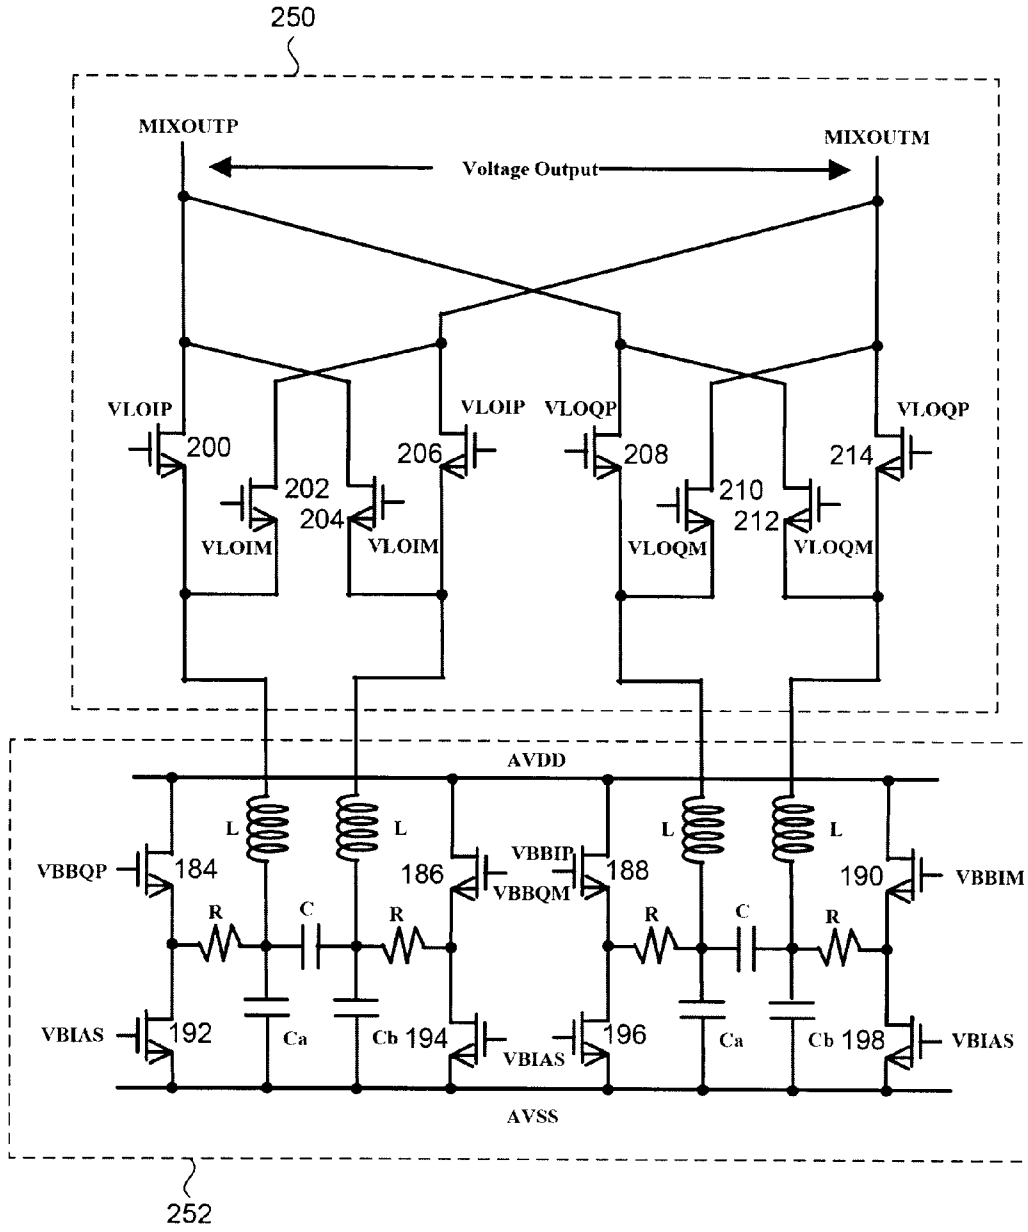 250
MIXOUTP
MIXOUTM
Voltage Output
VLOIP
VLOIP
VLOQP
VLOQP
200
206
208
214
202
204
210
212
VLOIM
VLOIM
VLOQM
VLOQM
AVDD
L
L
L
L
VBBQP
184
186
VBBQM
VBBIP
188
190
VBBIM
R
C
R
R
C
R
VBIAS
192
Ca
Cb
194
VBIAS
196
Ca
Cb
198
VBIAS
AVSS
252